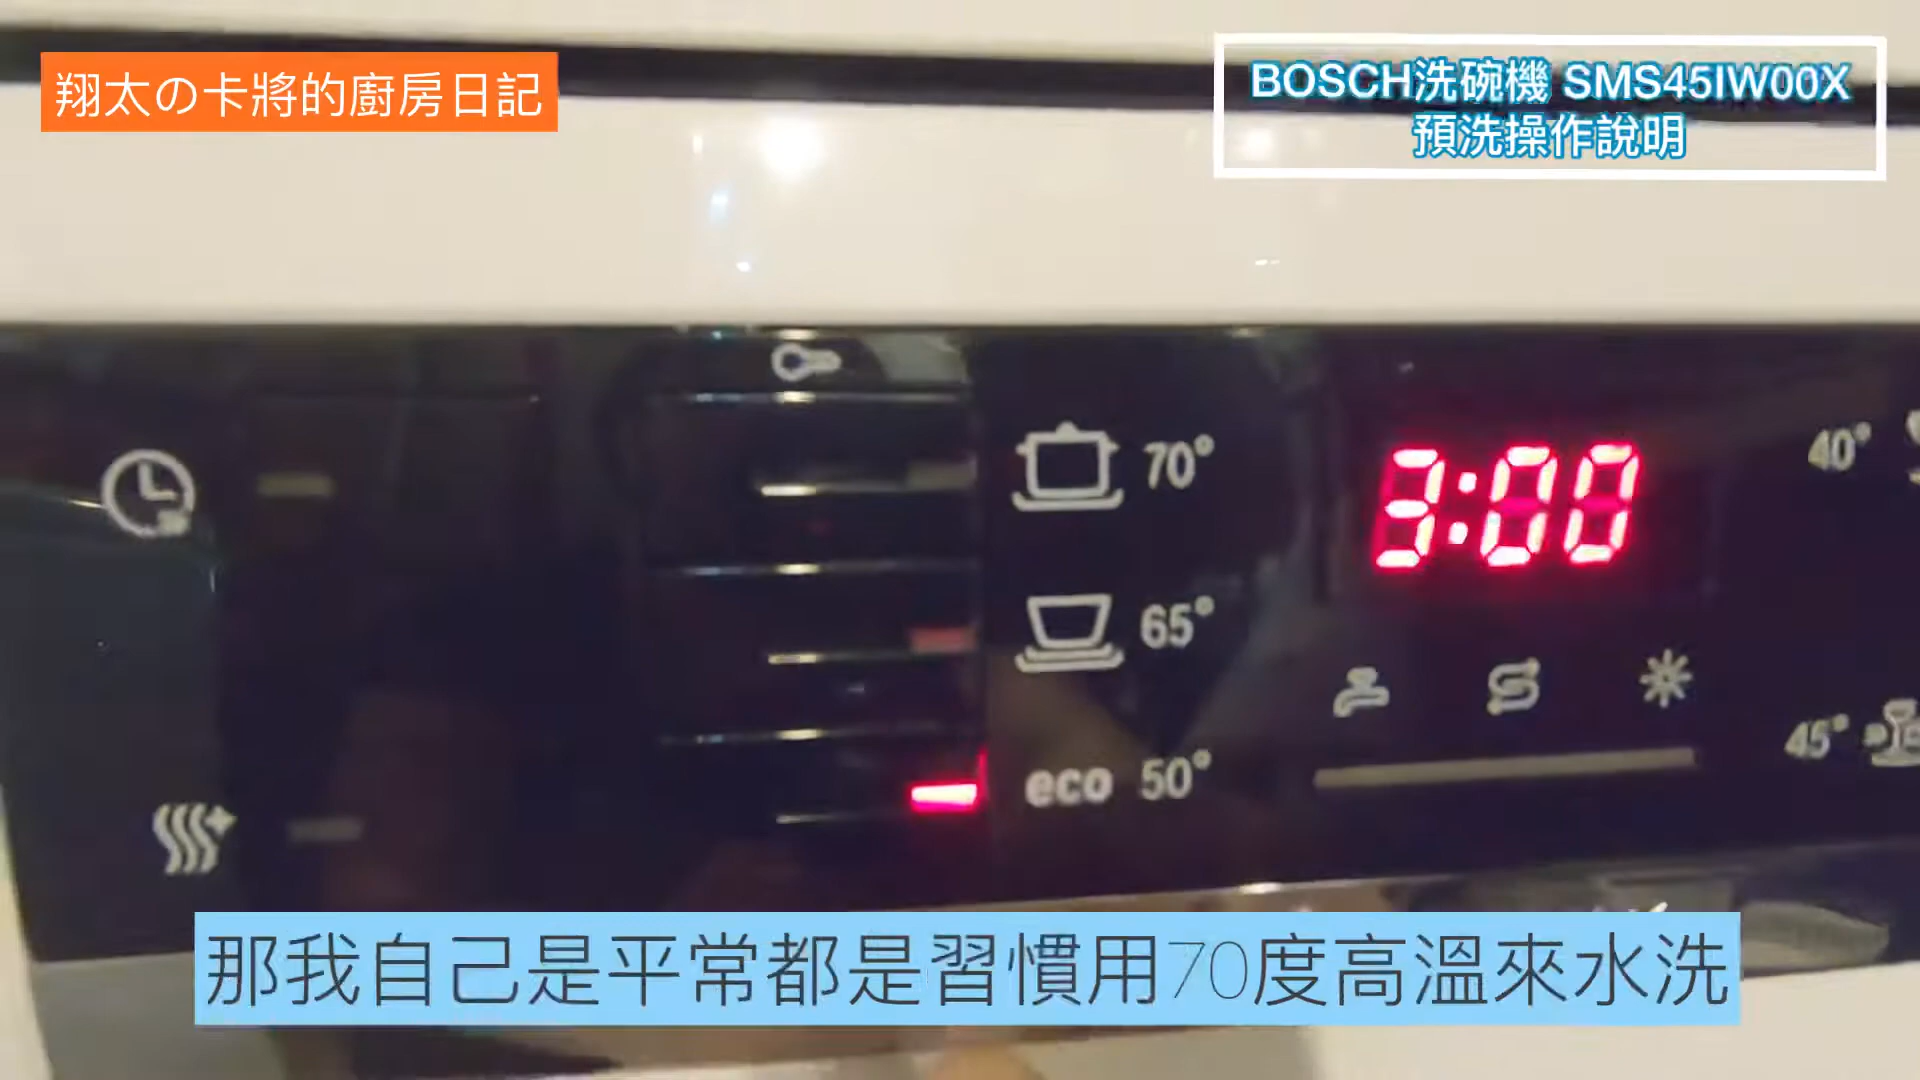 翔太の卡將的廚房日記
BOSCH洗碗機 SMS45IW00X
預洗操作說明
70°
3:00
40°
65°
eco 50°
45°
那我自己是平常都是習慣用70度高溫來水洗